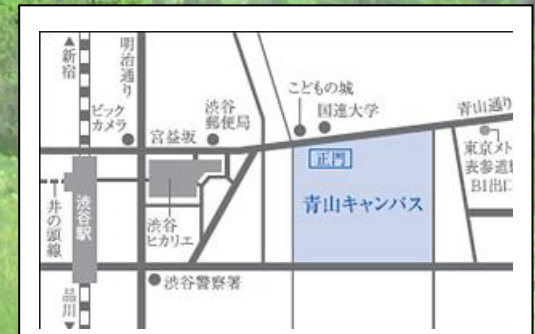 ▲新宿
明治通り
ビック
カメラ
宮益坂
渋谷
郵便局
こどもの城
国連大学
青山通り
正門
東京メト
表参道
B1出口
青山キャンパス
井の頭線
渋谷駅
渋谷
ヒカリエ
渋谷警察署
品川▼